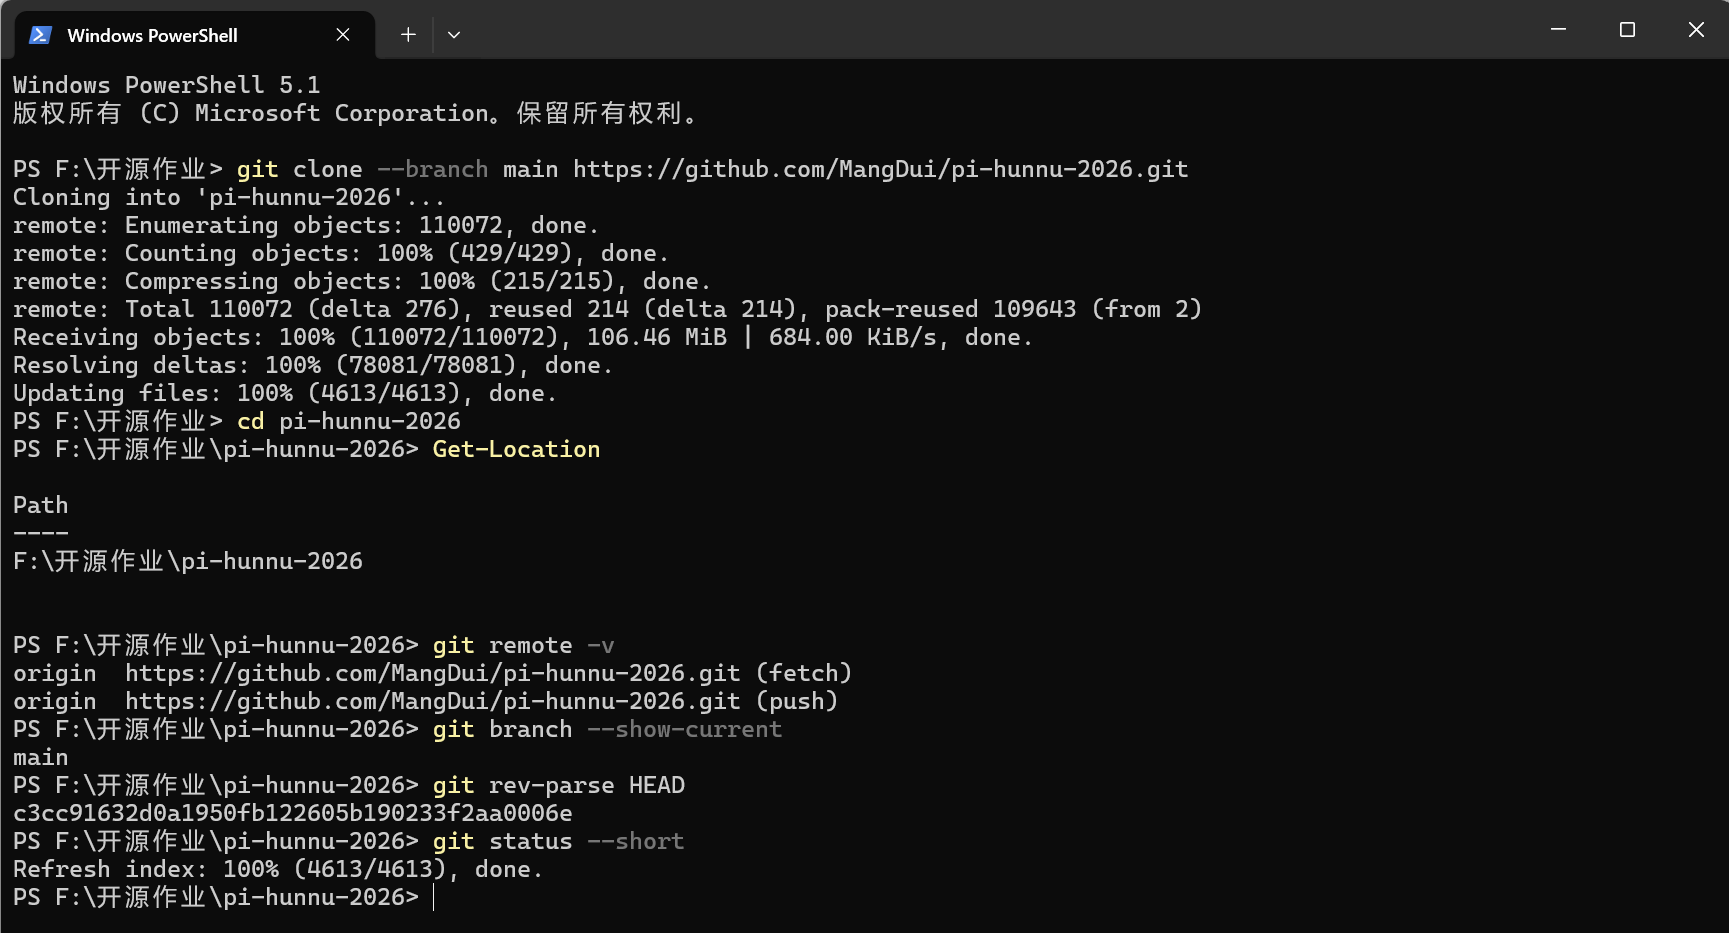 Windows PowerShell
Windows PowerShell 5.1
版权所有 (C) Microsoft Corporation。保留所有权利。
PS F:\开源作业> git clone --branch main https://github.com/MangDui/pi-hunnu-2026.git
Cloning into 'pi-hunnu-2026'...
remote: Enumerating objects: 110072, done.
remote: Counting objects: 100% (429/429), done.
remote: Compressing objects: 100% (215/215), done.
remote: Total 110072 (delta 276), reused 214 (delta 214), pack-reused 109643 (from 2)
Receiving objects: 100% (110072/110072), 106.46 MiB | 684.00 KiB/s, done.
Resolving deltas: 100% (78081/78081), done.
Updating files: 100% (4613/4613), done.
PS F:\开源作业> cd pi-hunnu-2026
PS F:\开源作业\pi-hunnu-2026> Get-Location
Path
----
F:\开源作业\pi-hunnu-2026
PS F:\开源作业\pi-hunnu-2026> git remote -v
origin  https://github.com/MangDui/pi-hunnu-2026.git (fetch)
origin  https://github.com/MangDui/pi-hunnu-2026.git (push)
PS F:\开源作业\pi-hunnu-2026> git branch --show-current
main
PS F:\开源作业\pi-hunnu-2026> git rev-parse HEAD
c3cc91632d0a1950fb122605b190233f2aa0006e
PS F:\开源作业\pi-hunnu-2026> git status --short
Refresh index: 100% (4613/4613), done.
PS F:\开源作业\pi-hunnu-2026>